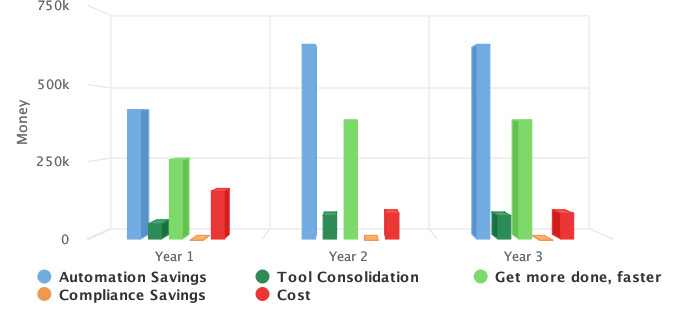 750k
500k
250k
0
Money
Year 1 Year 2 Year 3
Automation Savings Tool Consolidation Get more done, faster
Compliance Savings Cost